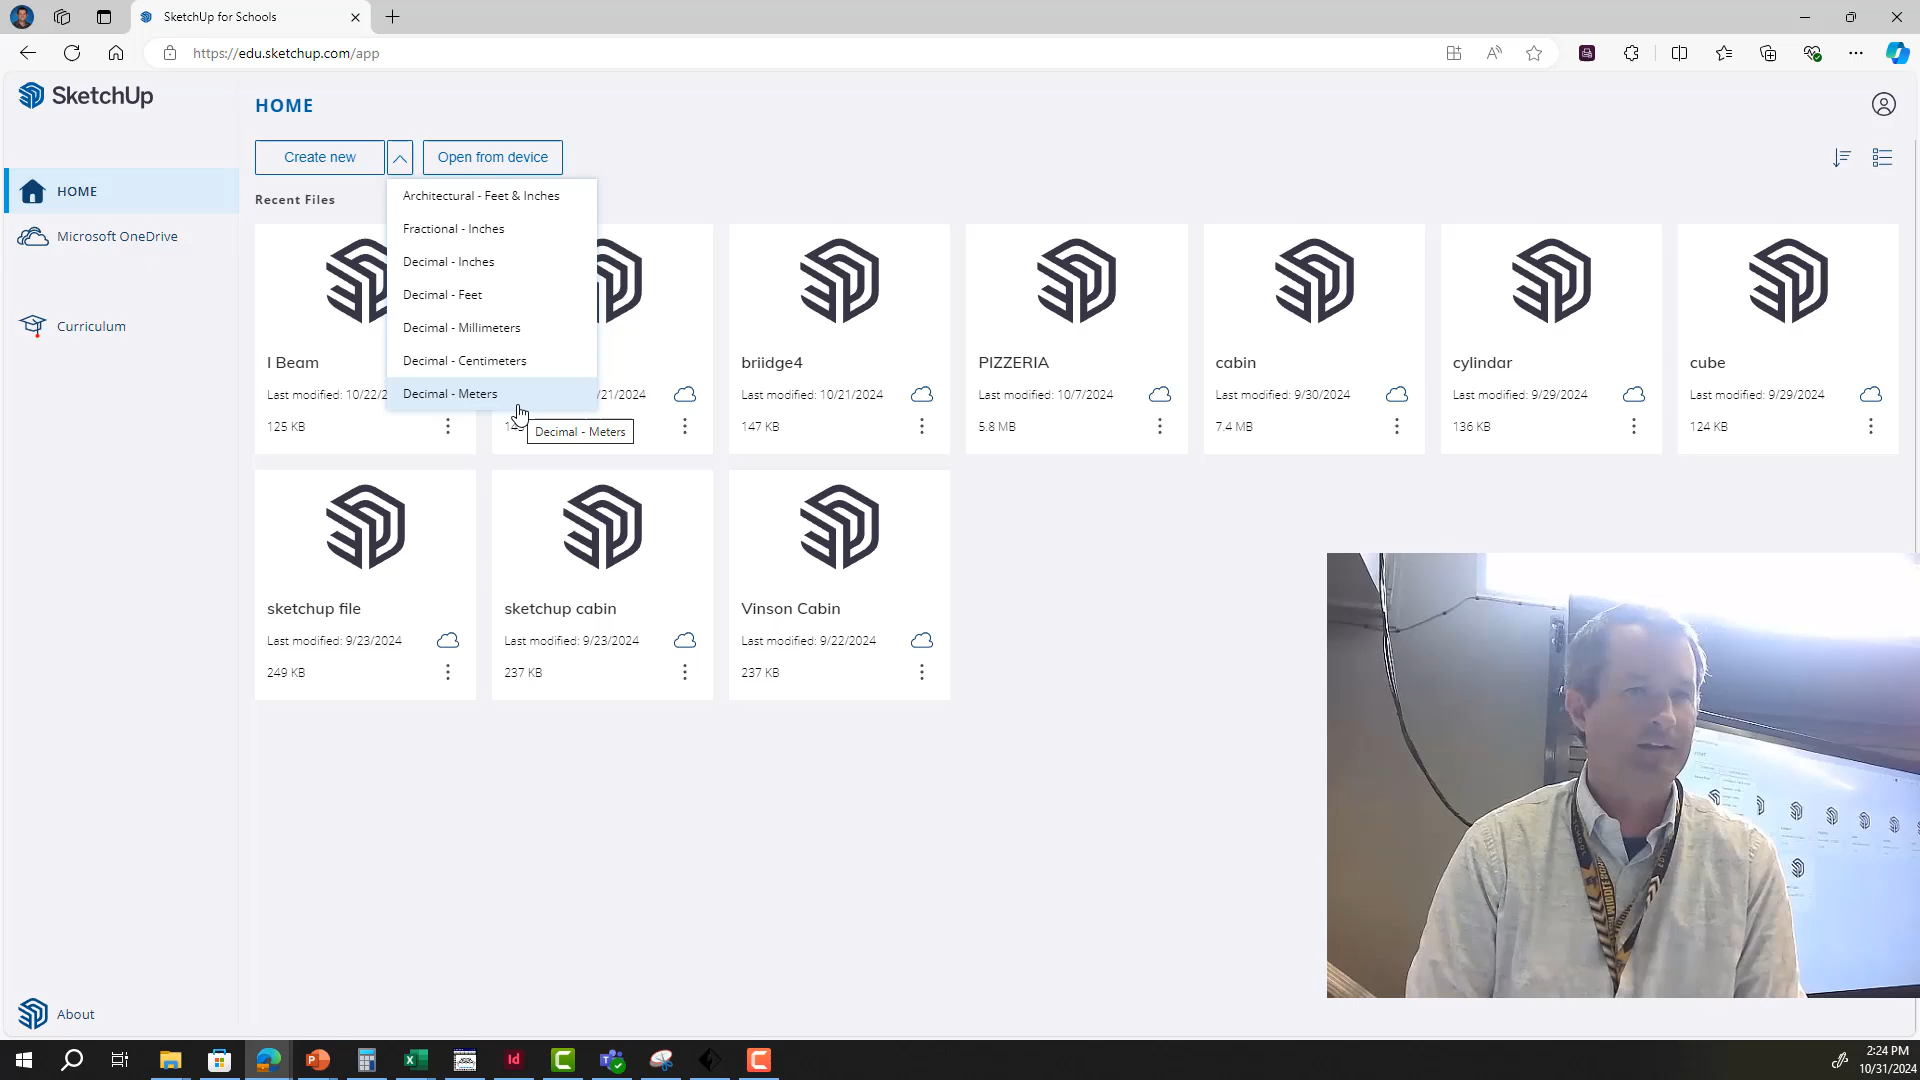 SketchUp for Schools
https://edu.sketchup.com/app
SketchUp
HOME
Create new
Open from device
HOME
Microsoft OneDrive
Curriculum
Recent Files
Architectural - Feet & Inches
Fractional - Inches
Decimal - Inches
Decimal - Feet
Decimal - Millimeters
Decimal - Centimeters
Decimal - Meters
Decimal - Meters
I Beam
Last modified: 10/22/2
125 KB
/21/2024
briidge4
Last modified: 10/21/2024
147 KB
PIZZERIA
Last modified: 10/7/2024
5.8 MB
cabin
Last modified: 9/30/2024
7.4 MB
cylindar
Last modified: 9/29/2024
136 KB
cube
Last modified: 9/29/2024
124 KB
sketchup file
Last modified: 9/23/2024
249 KB
sketchup cabin
Last modified: 9/23/2024
237 KB
Vinson Cabin
Last modified: 9/22/2024
237 KB
About
2:24 PM
10/31/2024